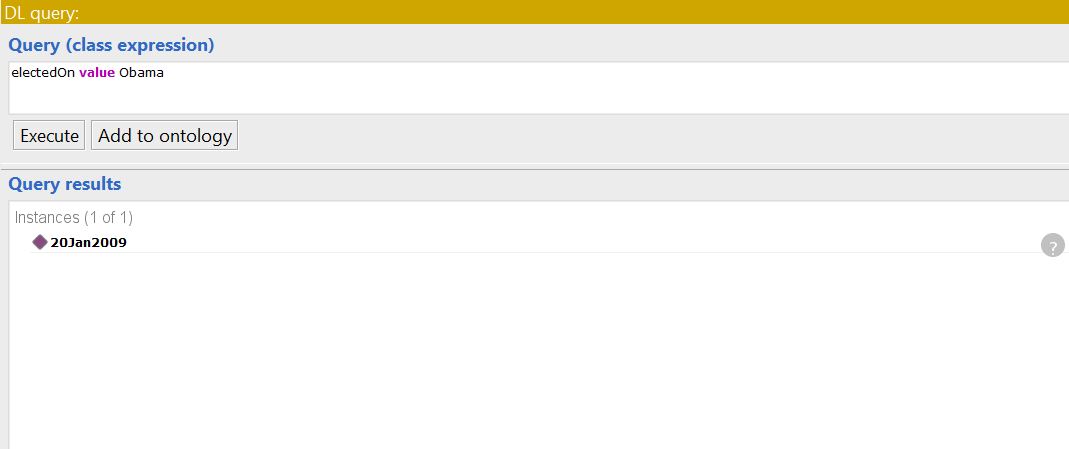 DL query:
Query (class expression)
electedOn value Obama
Execute Add to ontology
Query results
Instances (1 of 1)
20Jan2009
?